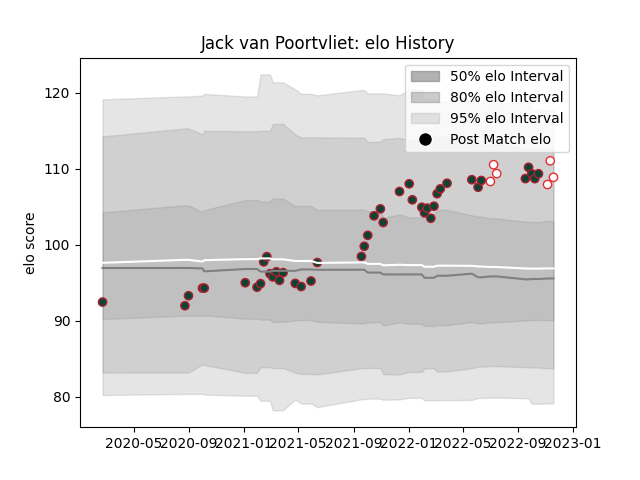 Jack van Poortvliet: elo History
50% elo Interval
80% elo Interval
95% elo Interval
Post Match elo
elo score
120
110
100
90
80
2020-05 2020-09 2021-01 2021-05 2021-09 2022-01 2022-05 2022-09 2023-01